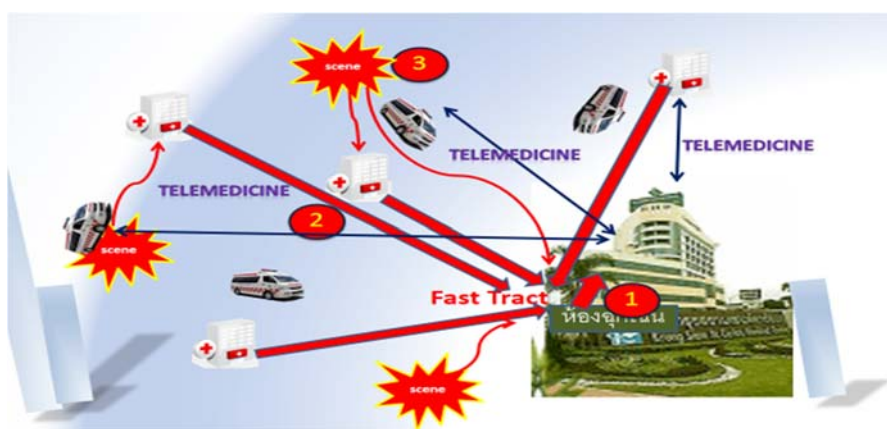 scene
3
TELEMEDICINE
TELEMEDICINE
TELEMEDICINE
2
scene
Fast Tract
1
ห้องฉุกเฉิน
scene